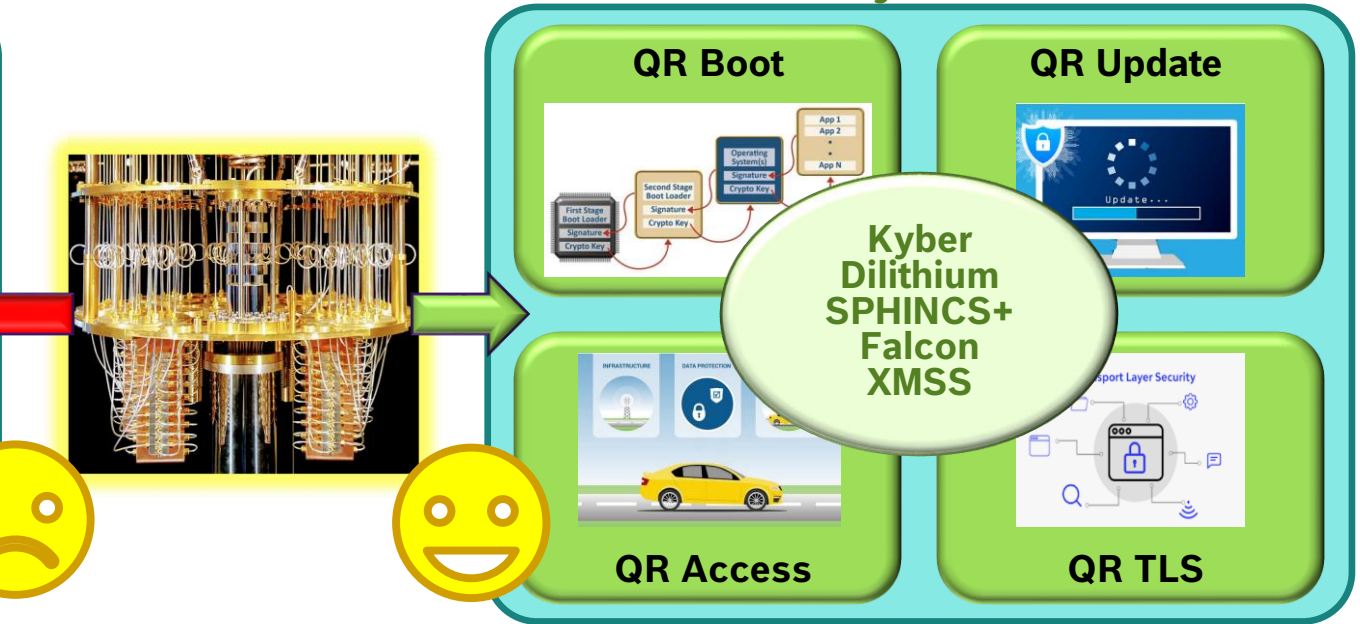 QR Boot
App 1
App 2
App N
Operating
System(s)
Signature
Crypto Key
Second Stage
Boot Loader
Signature
Crypto Key
First Stage
Boot Loader
Signature
Crypto Key
QR Update
Update...
Kyber
Dilithium
SPHINCS+
Falcon
XMSS
INFRASTRUCTURE
DATA PROTECTION
QR Access
sport Layer Security
QR TLS